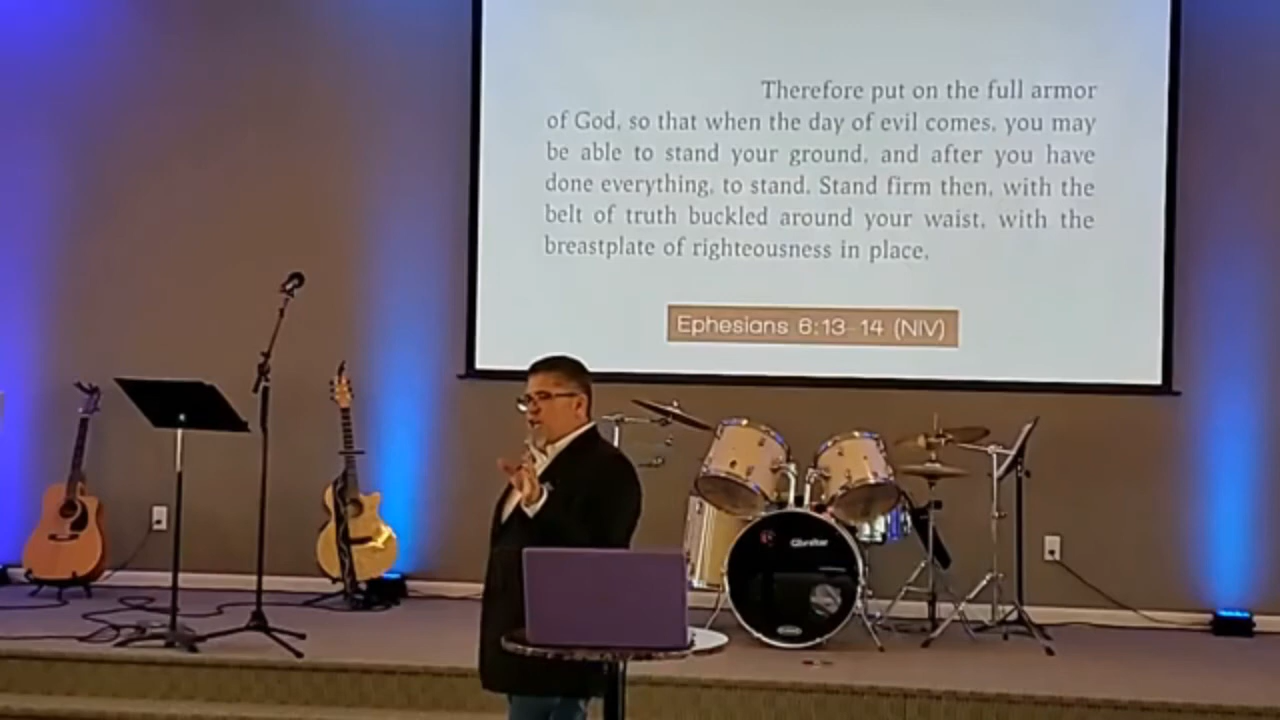 Therefore put on the full armor
of God, so that when the day of evil comes, you may
be able to stand your ground, and after you have
done everything, to stand. Stand firm then, with the
belt of truth buckled around your waist, with the
breastplate of righteousness in place,
Ephesians 6:13-14 (NIV)
Gibraltar